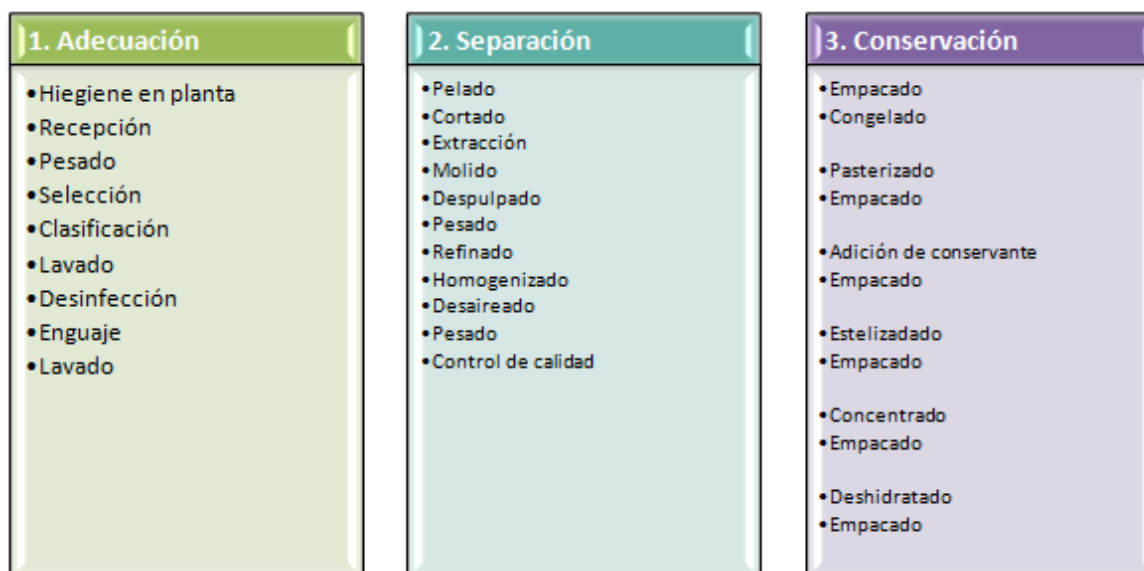 1. Adecuación
•Hiegiene en planta
•Recepción
•Pesado
•Selección
•Clasificación
•Lavado
•Desinfección
•Enguaje
•Lavado
2. Separación
•Pelado
•Cortado
•Extracción
•Molido
•Despulpado
•Pesado
•Refinado
•Homogenizado
•Desaireado
•Pesado
•Control de calidad
3. Conservación
•Empacado
•Congelado
•Pasterizado
•Empacado
•Adición de conservante
•Empacado
•Estelizadado
•Empacado
•Concentrado
•Empacado
•Deshidratado
•Empacado